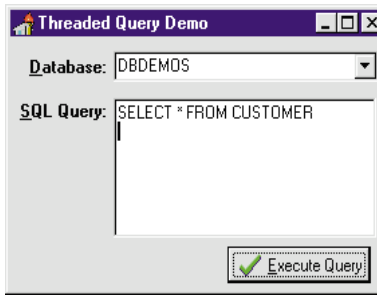 Threaded Query Demo
Database: DBDEMOS
SQL Query: SELECT * FROM CUSTOMER
Execute Query